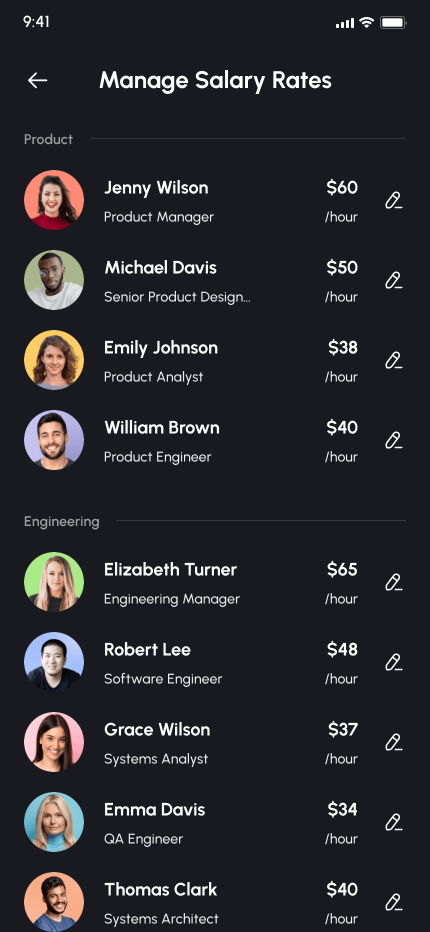 9:41
Manage Salary Rates
Product
Jenny Wilson $60
Product Manager /hour
Michael Davis $50
Senior Product Design... /hour
Emily Johnson $38
Product Analyst /hour
William Brown $40
Product Engineer /hour
Engineering
Elizabeth Turner $65
Engineering Manager /hour
Robert Lee $48
Software Engineer /hour
Grace Wilson $37
Systems Analyst /hour
Emma Davis $34
QA Engineer /hour
Thomas Clark $40
Systems Architect /hour